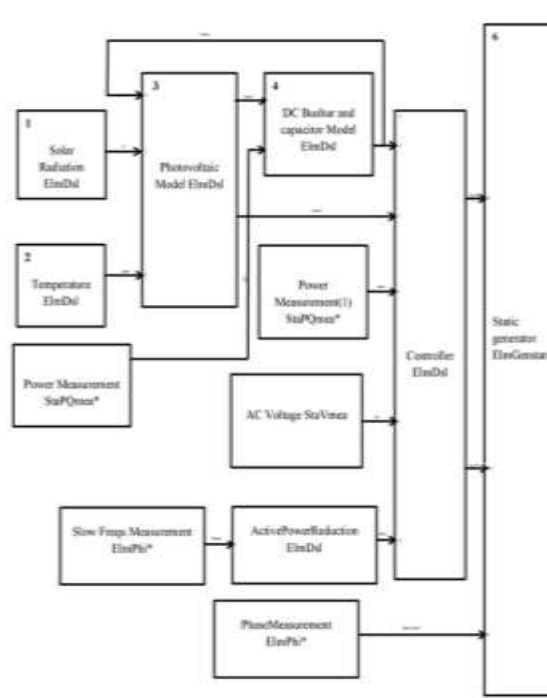 6
3
4
DC Busbar and
capacitor Model
ElmDsl
1
Solar
Radiation
ElmDsl
Photovoltaic
Model ElmDsl
2
Temperature
ElmDsl
Power
Measurement(1)
StaPQmea*
Static
generator
ElmGenstat
Controller
ElmDsl
Power Measurement
StaPQmea*
AC Voltage StaVmea
Slow Freqs Measurement
ElmPhi*
ActivePowerReduction
ElmDsl
PhaseMeasurement
ElmPhi*